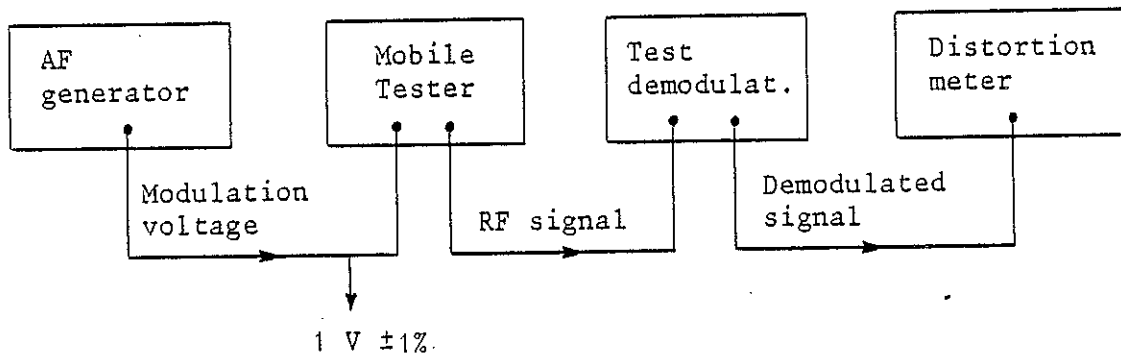 AF
generator
Mobile
Tester
Test
demodulat.
Distortion
meter
Modulation
voltage
RF signal
Demodulated
signal
1 V ±1%